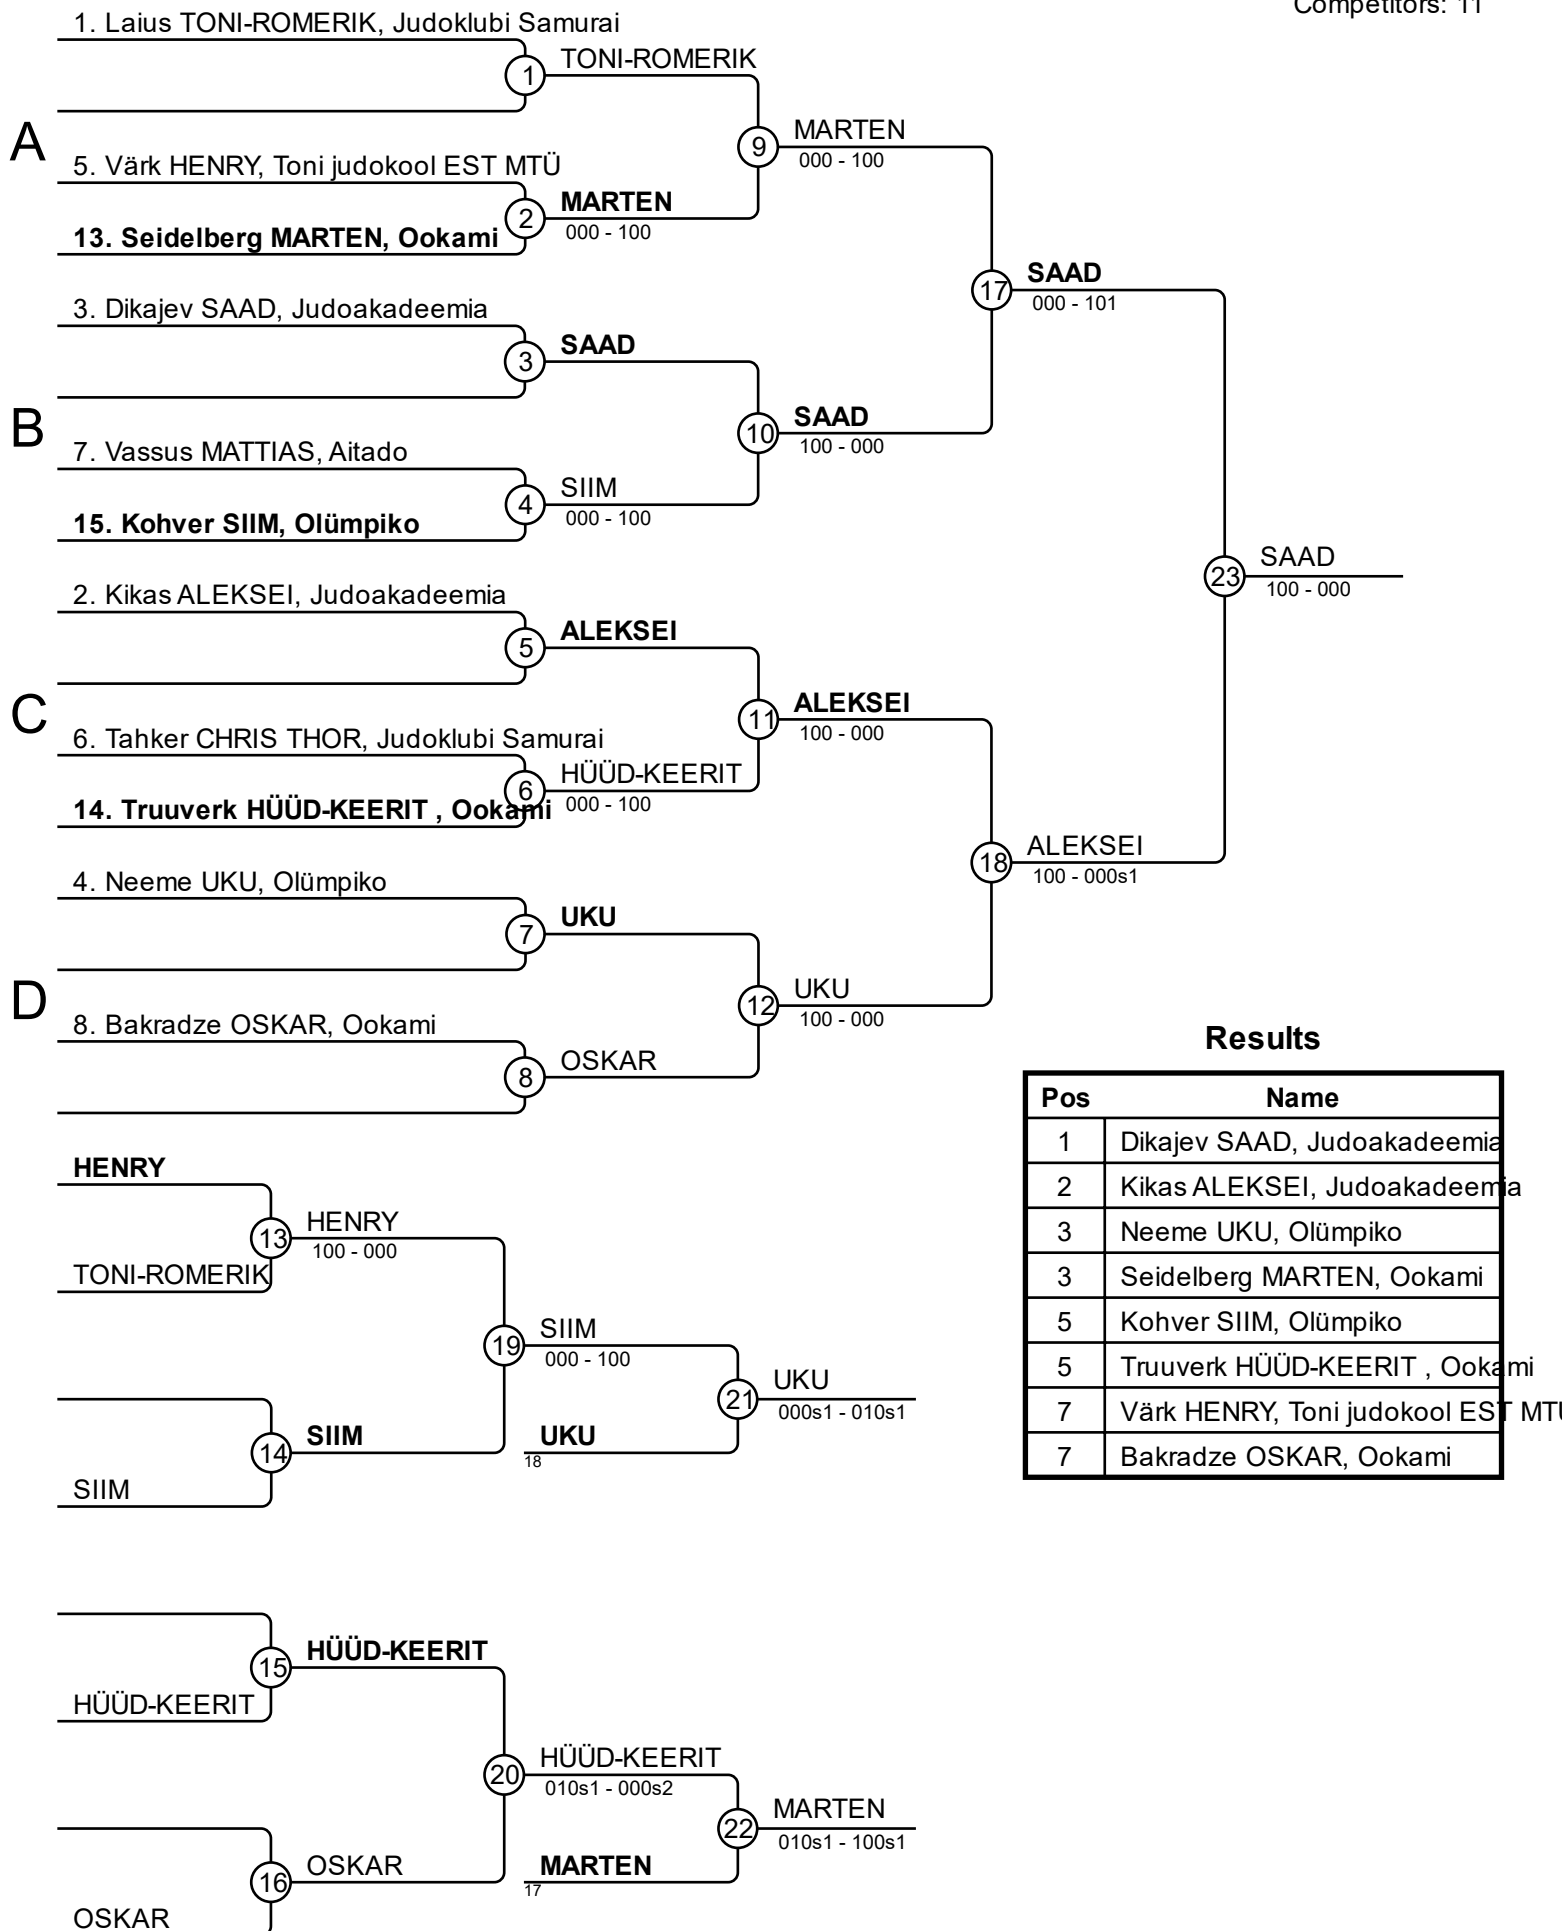 Competitors: 11
1. Laius TONI-ROMERIK, Judoklubi Samurai
1
TONI-ROMERIK
A
9
MARTEN
000 - 100
5. Värk HENRY, Toni judokool EST MTÜ
2
MARTEN
000 - 100
13. Seidelberg MARTEN, Ookami
17
SAAD
000 - 101
3. Dikajev SAAD, Judoakadeemia
3
SAAD
B
10
SAAD
100 - 000
7. Vassus MATTIAS, Aitado
4
SIIM
000 - 100
15. Kohver SIIM, Olümpiko
23
SAAD
100 - 000
2. Kikas ALEKSEI, Judoakadeemia
5
ALEKSEI
C
11
ALEKSEI
100 - 000
6. Tahker CHRIS THOR, Judoklubi Samurai
6
HÜÜD-KEERIT
000 - 100
14. Truuverk HÜÜD-KEERIT , Ookami
18
ALEKSEI
100 - 000s1
4. Neeme UKU, Olümpiko
7
UKU
D
12
UKU
100 - 000
8. Bakradze OSKAR, Ookami
8
OSKAR
Results
Pos Name
1 Dikajev SAAD, Judoakadeemia
2 Kikas ALEKSEI, Judoakadeemia
3 Neeme UKU, Olümpiko
3 Seidelberg MARTEN, Ookami
5 Kohver SIIM, Olümpiko
5 Truuverk HÜÜD-KEERIT , Ookami
7 Värk HENRY, Toni judokool EST MTÜ
7 Bakradze OSKAR, Ookami
HENRY
13
HENRY
100 - 000
TONI-ROMERIK
19
SIIM
000 - 100
21
UKU
000s1 - 010s1
14
SIIM
UKU
18
SIIM
15
HÜÜD-KEERIT
HÜÜD-KEERIT
20
HÜÜD-KEERIT
010s1 - 000s2
22
MARTEN
010s1 - 100s1
16
OSKAR
MARTEN
17
OSKAR